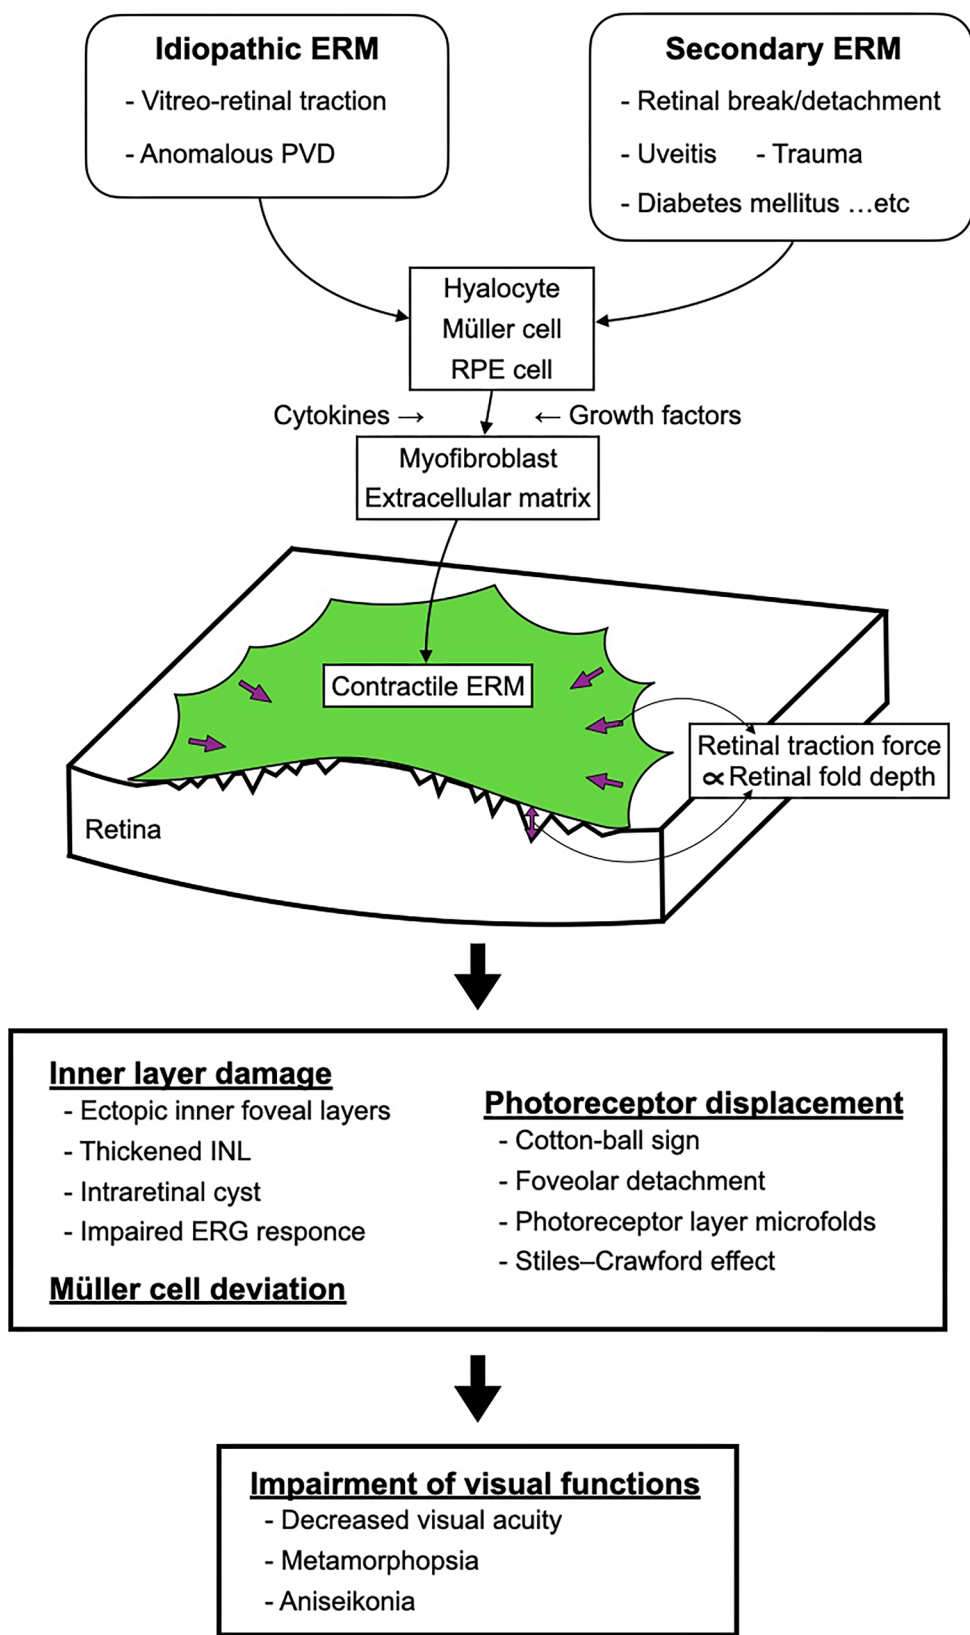 Idiopathic ERM
- Vitreo-retinal traction
- Anomalous PVD
Secondary ERM
- Retinal break/detachment
- Uveitis - Trauma
- Diabetes mellitus …etc
Hyalocyte
Müller cell
RPE cell
Cytokines → ← Growth factors
Myofibroblast
Extracellular matrix
Contractile ERM
Retinal traction force
∝ Retinal fold depth
Retina
Inner layer damage
- Ectopic inner foveal layers
- Thickened INL
- Intraretinal cyst
- Impaired ERG responce
Müller cell deviation
Photoreceptor displacement
- Cotton-ball sign
- Foveolar detachment
- Photoreceptor layer microfolds
- Stiles–Crawford effect
Impairment of visual functions
- Decreased visual acuity
- Metamorphopsia
- Aniseikonia